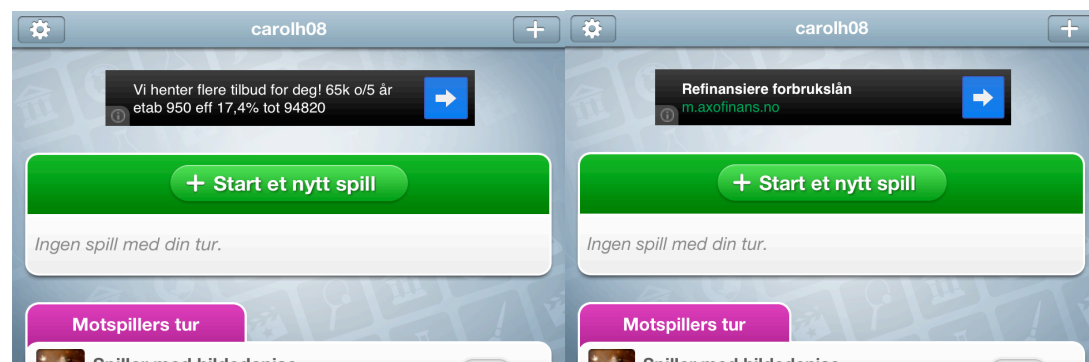 carolh08
Vi henter flere tilbud for deg! 65k o/5 år
etab 950 eff 17,4% tot 94820
+ Start et nytt spill
Ingen spill med din tur.
Motspillers tur
carolh08
Refinansiere forbrukslån
m.axofinans.no
+ Start et nytt spill
Ingen spill med din tur.
Motspillers tur